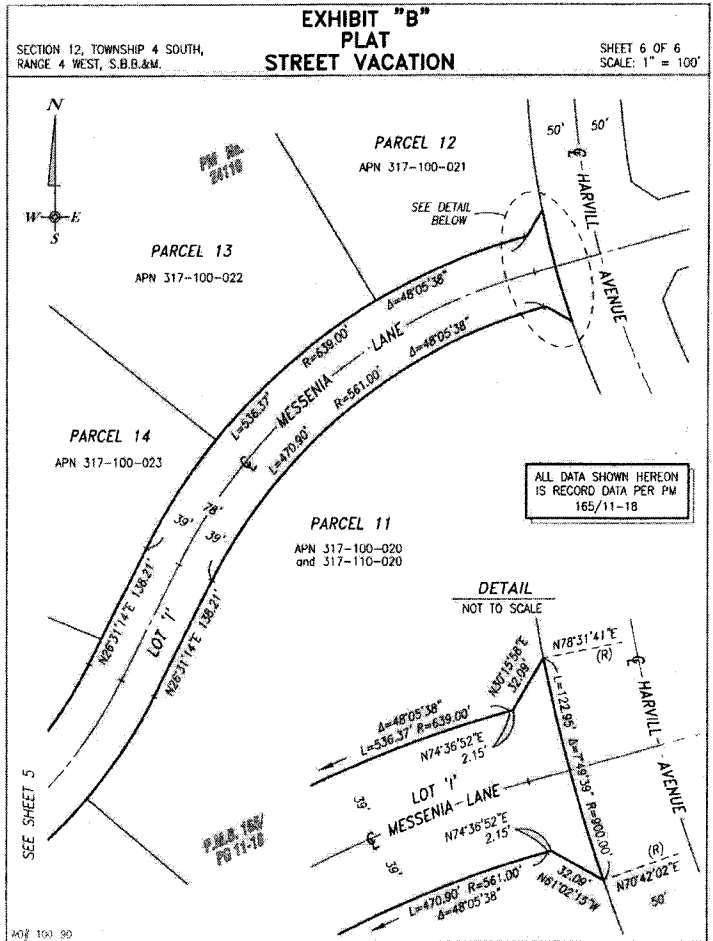 EXHIBIT "B"
PLAT
STREET VACATION
SECTION 12, TOWNSHIP 4 SOUTH,
RANGE 4 WEST, S.B.B.&M.
SHEET 6 OF 6
SCALE: 1" = 100'
N
W E
S
PM No.
24110
PARCEL 12
APN 317-100-021
50' 50'
℄ HARVILL AVENUE
SEE DETAIL
BELOW
PARCEL 13
APN 317-100-022
Δ=48°05'38"
R=639.00'
L=536.37'
℄ MESSENIA LANE
Δ=48°05'38"
R=561.00'
L=470.90'
PARCEL 14
APN 317-100-023
78'
39'
39'
PARCEL 11
APN 317-100-020
and 317-110-020
ALL DATA SHOWN HEREON
IS RECORD DATA PER PM
165/11-18
N26°31'14"E 138.21'
LOT 'I'
N26°31'14"E 138.21'
SEE SHEET 5
P.M.B. 165/
PG 11-18
DETAIL
NOT TO SCALE
N30°15'58"E
32.09'
N78°31'41"E
(R)
℄ HARVILL AVENUE
Δ=48°05'38"
L=536.37' R=639.00'
N74°36'52"E
2.15'
L=122.95' Δ=7°49'39" R=900.00'
39'
LOT 'I'
℄ MESSENIA LANE
39'
N74°36'52"E
2.15'
32.09'
N61°02'15"W
(R)
N70°42'02"E
50'
L=470.90' R=561.00'
Δ=48°05'38"